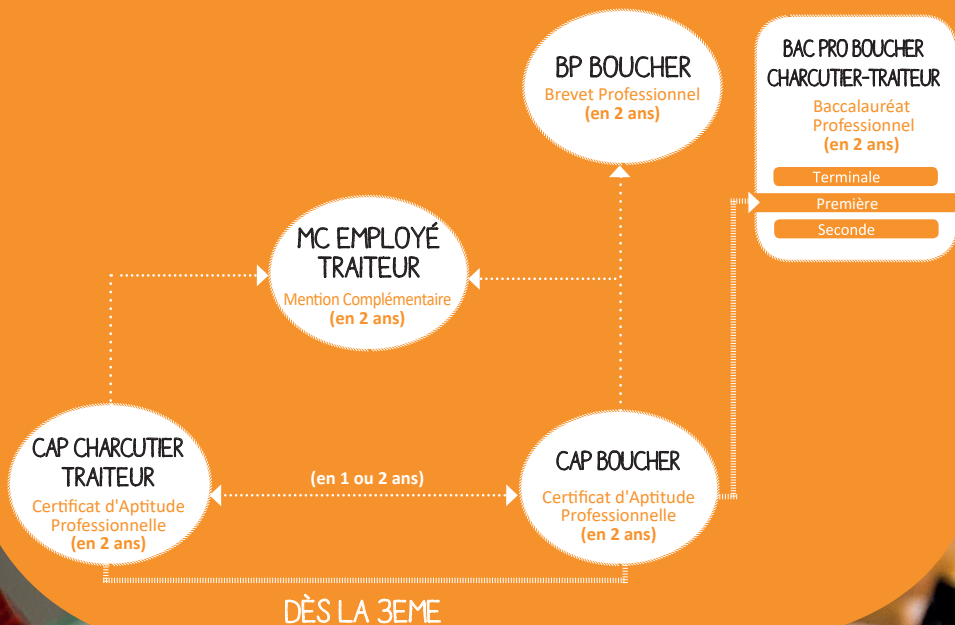 BP BOUCHER
Brevet Professionnel
(en 2 ans)
BAC PRO BOUCHER
CHARCUTIER-TRAITEUR
Baccalauréat
Professionnel
(en 2 ans)
Terminale
Première
Seconde
MC EMPLOYÉ
TRAITEUR
Mention Complémentaire
(en 2 ans)
CAP CHARCUTIER
TRAITEUR
Certificat d'Aptitude
Professionnelle
(en 2 ans)
(en 1 ou 2 ans)
CAP BOUCHER
Certificat d'Aptitude
Professionnelle
(en 2 ans)
DÈS LA 3EME